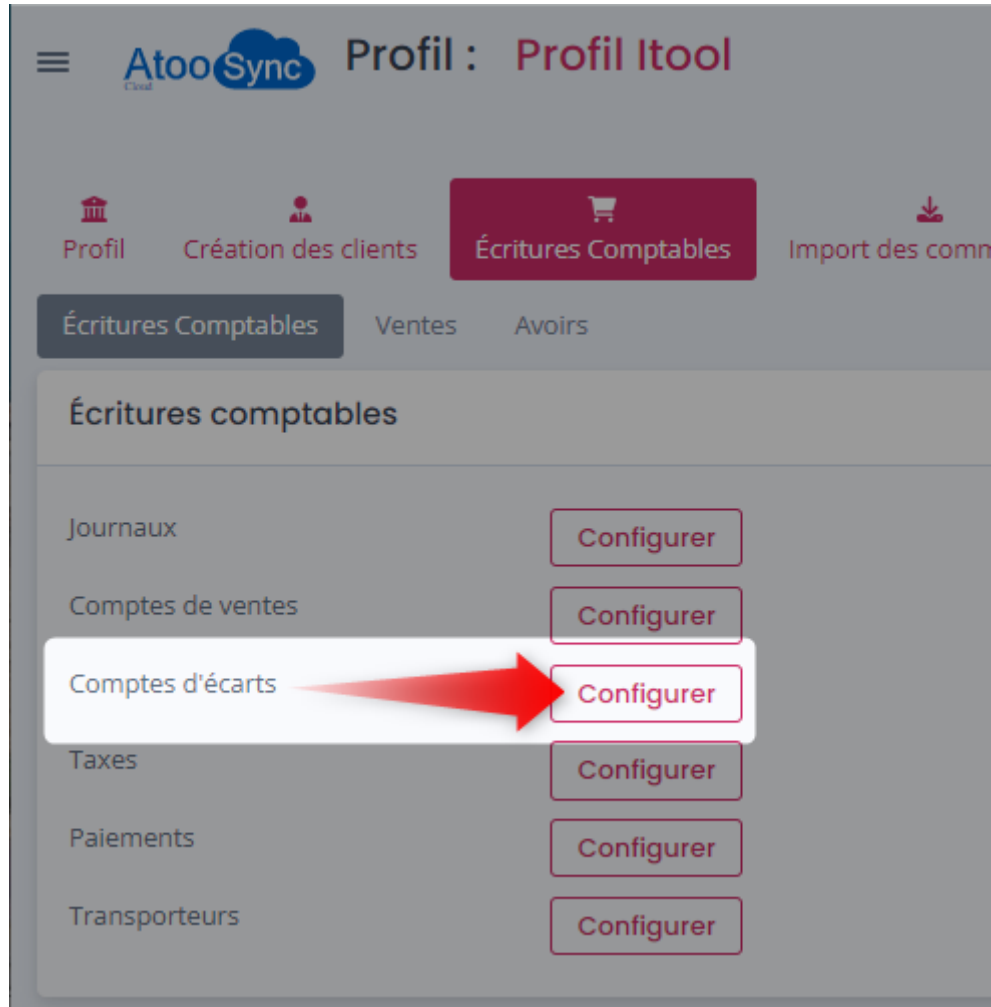 AtooSync
Cloud
Profil : Profil Itool
Profil Création des clients Écritures Comptables Import des comm
Écritures Comptables Ventes Avoirs
Écritures comptables
Journaux Configurer
Comptes de ventes Configurer
Comptes d'écarts Configurer
Taxes Configurer
Paiements Configurer
Transporteurs Configurer